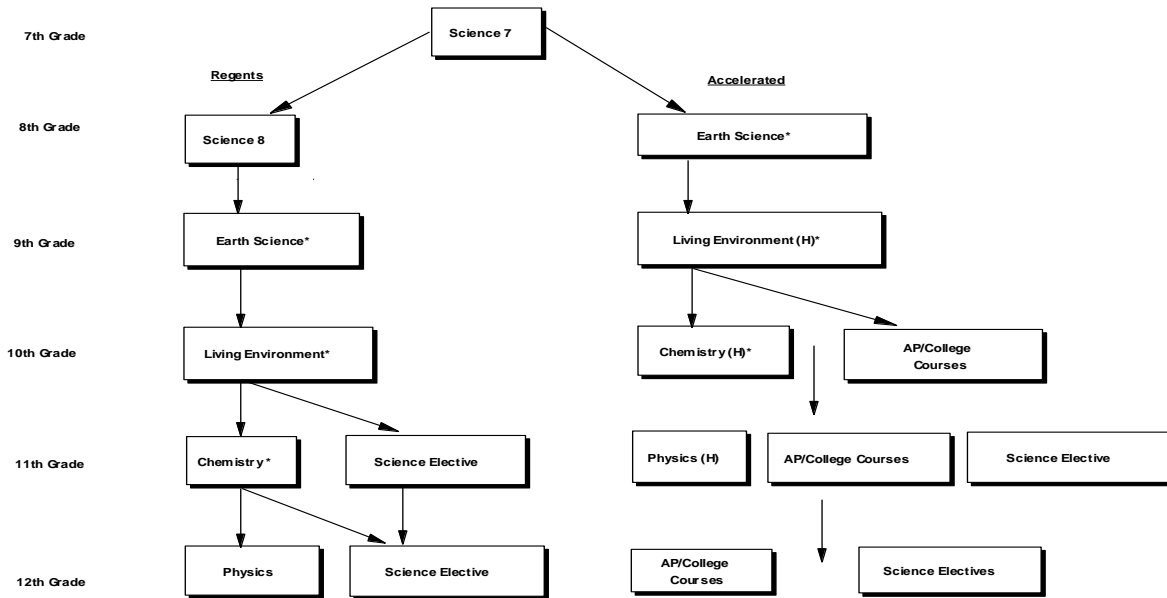 7th Grade
Science 7
Regents
Accelerated
8th Grade
Science 8
Earth Science*
9th Grade
Earth Science*
Living Environment (H)*
10th Grade
Living Environment*
Chemistry (H)*
AP/College
Courses
11th Grade
Chemistry *
Science Elective
Physics (H)
AP/College Courses
Science Elective
12th Grade
Physics
Science Elective
AP/College
Courses
Science Electives